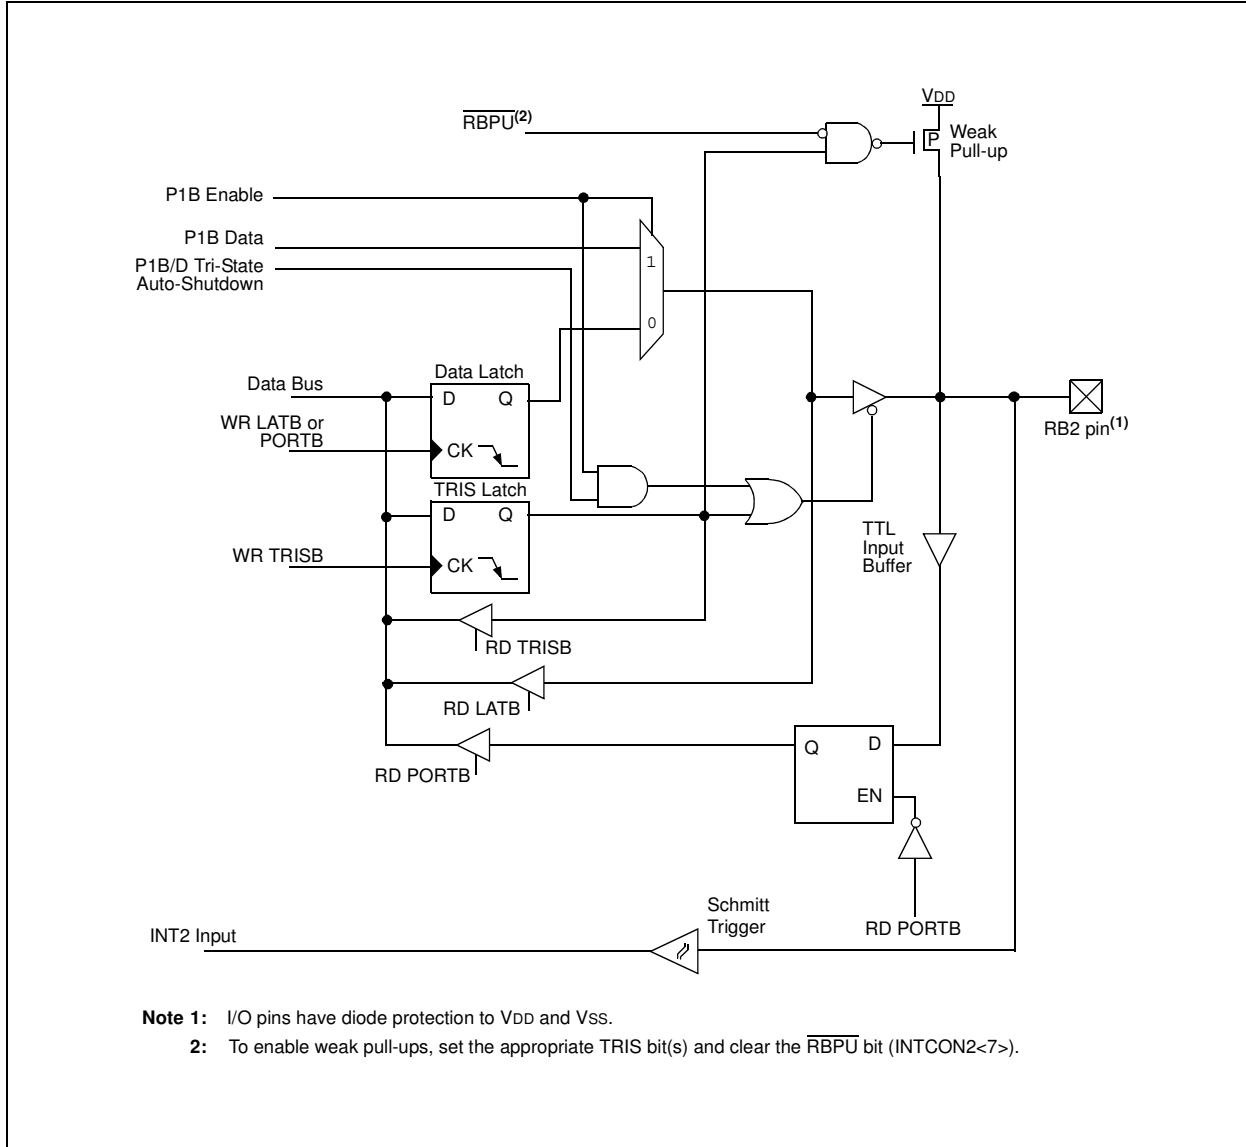 VDD
RBPU(2)
P
Weak
Pull-up
P1B Enable
P1B Data
P1B/D Tri-State
Auto-Shutdown
1
0
Data Latch
Data Bus
D Q
WR LATB or
PORTB
CK
RB2 pin(1)
TRIS Latch
D Q
WR TRISB
CK
TTL
Input
Buffer
RD TRISB
RD LATB
Q D
RD PORTB
EN
Schmitt
Trigger
RD PORTB
INT2 Input
Note 1: I/O pins have diode protection to VDD and VSS.
2: To enable weak pull-ups, set the appropriate TRIS bit(s) and clear the RBPU bit (INTCON2<7>).